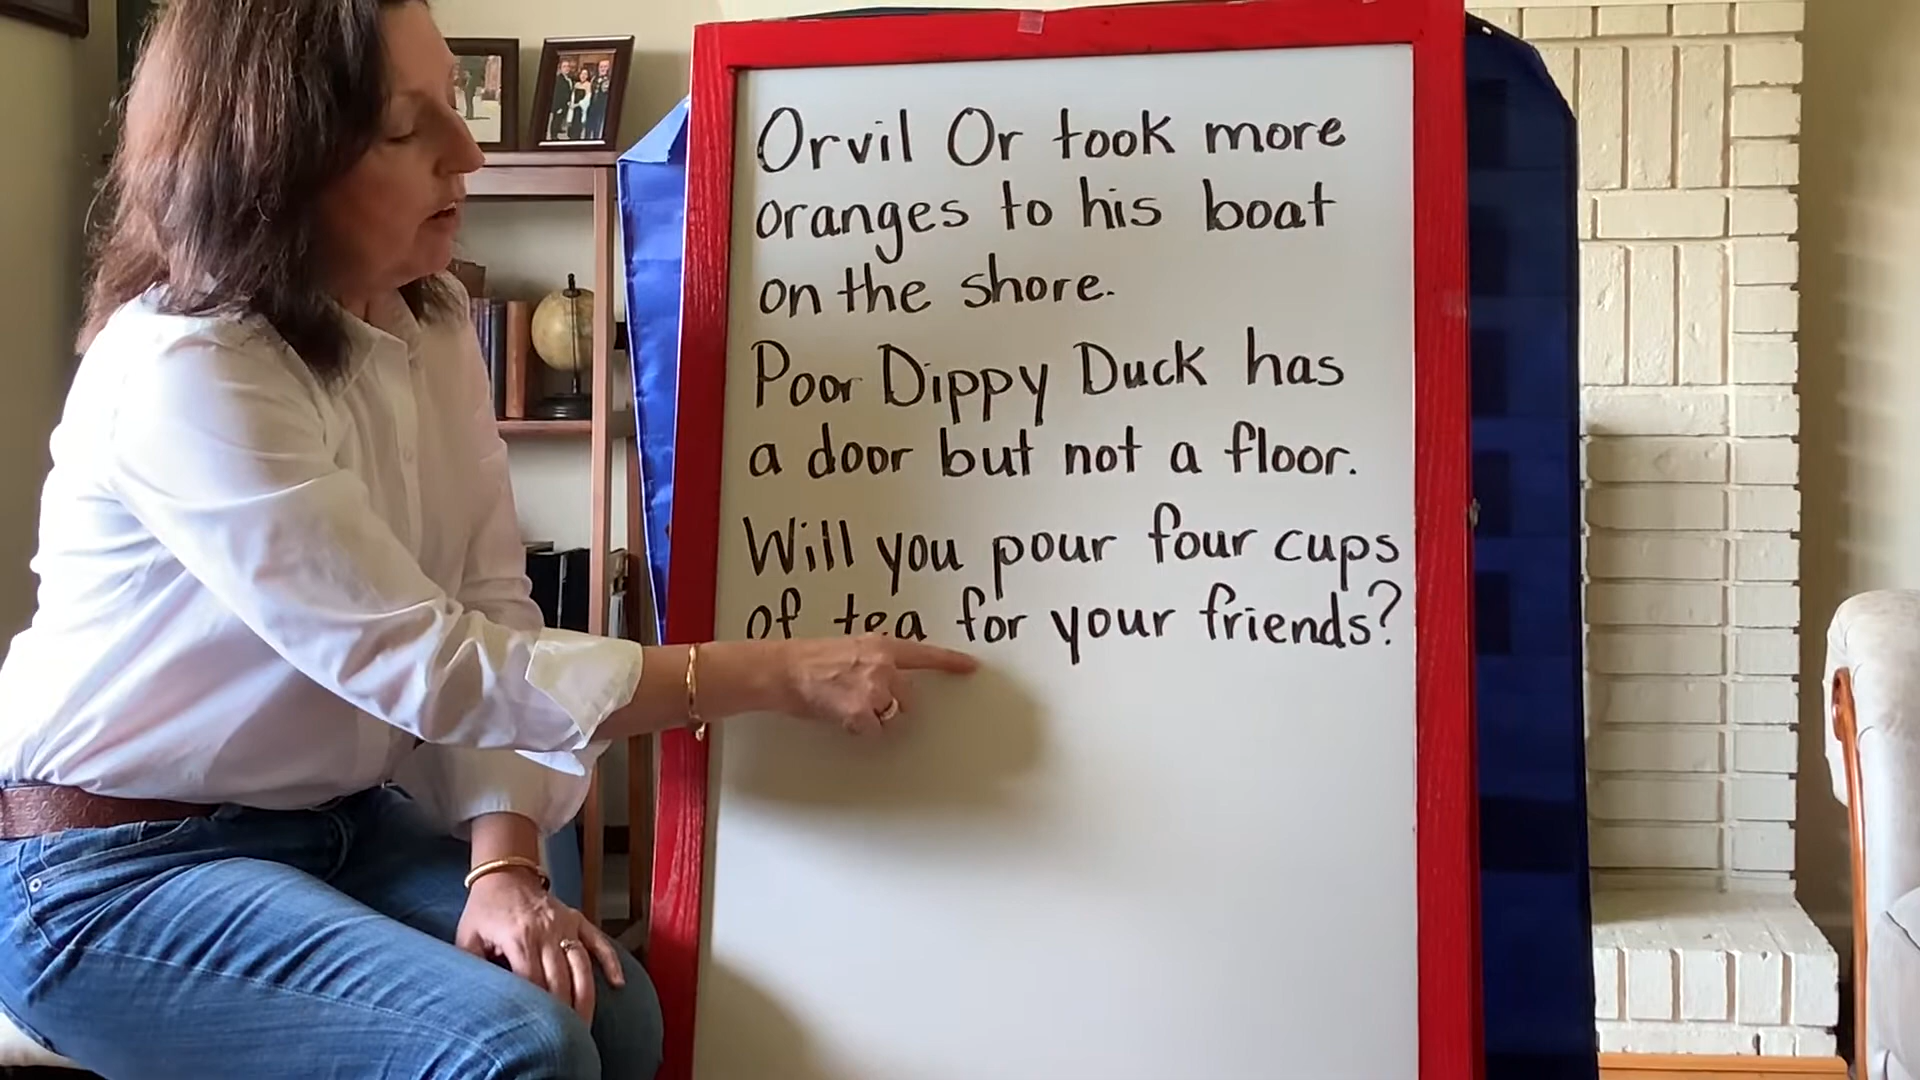 Orvil Or took more
oranges to his boat
on the shore.
Poor Dippy Duck has
a door but not a floor.
Will you pour four cups
of tea for your friends?